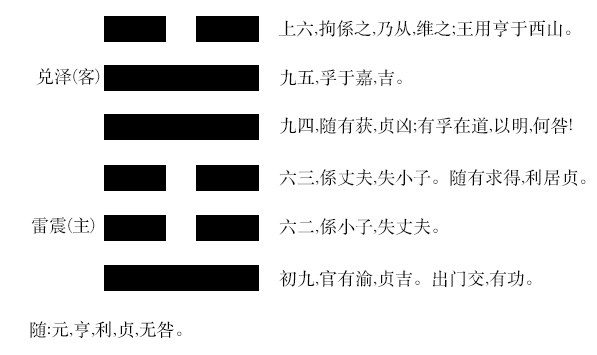 上六,拘係之,乃从,维之;王用亨于西山。
兑泽(客)
九五,孚于嘉,吉。
九四,随有获,贞凶;有孚在道,以明,何咎!
六三,係丈夫,失小子。随有求得,利居贞。
雷震(主)
六二,係小子,失丈夫。
初九,官有渝,贞吉。出门交,有功。
随:元,亨,利,贞,无咎。